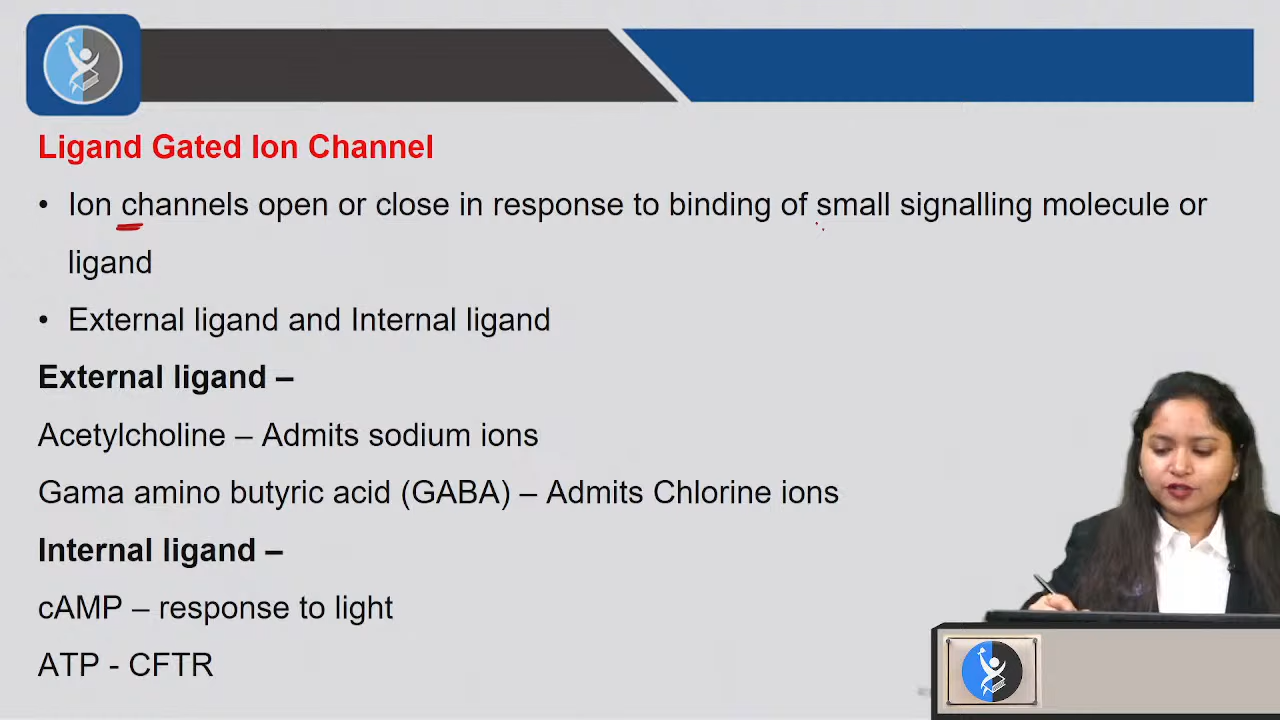 Ligand Gated Ion Channel
• Ion channels open or close in response to binding of small signalling molecule or
ligand
• External ligand and Internal ligand
External ligand –
Acetylcholine – Admits sodium ions
Gama amino butyric acid (GABA) – Admits Chlorine ions
Internal ligand –
cAMP – response to light
ATP - CFTR